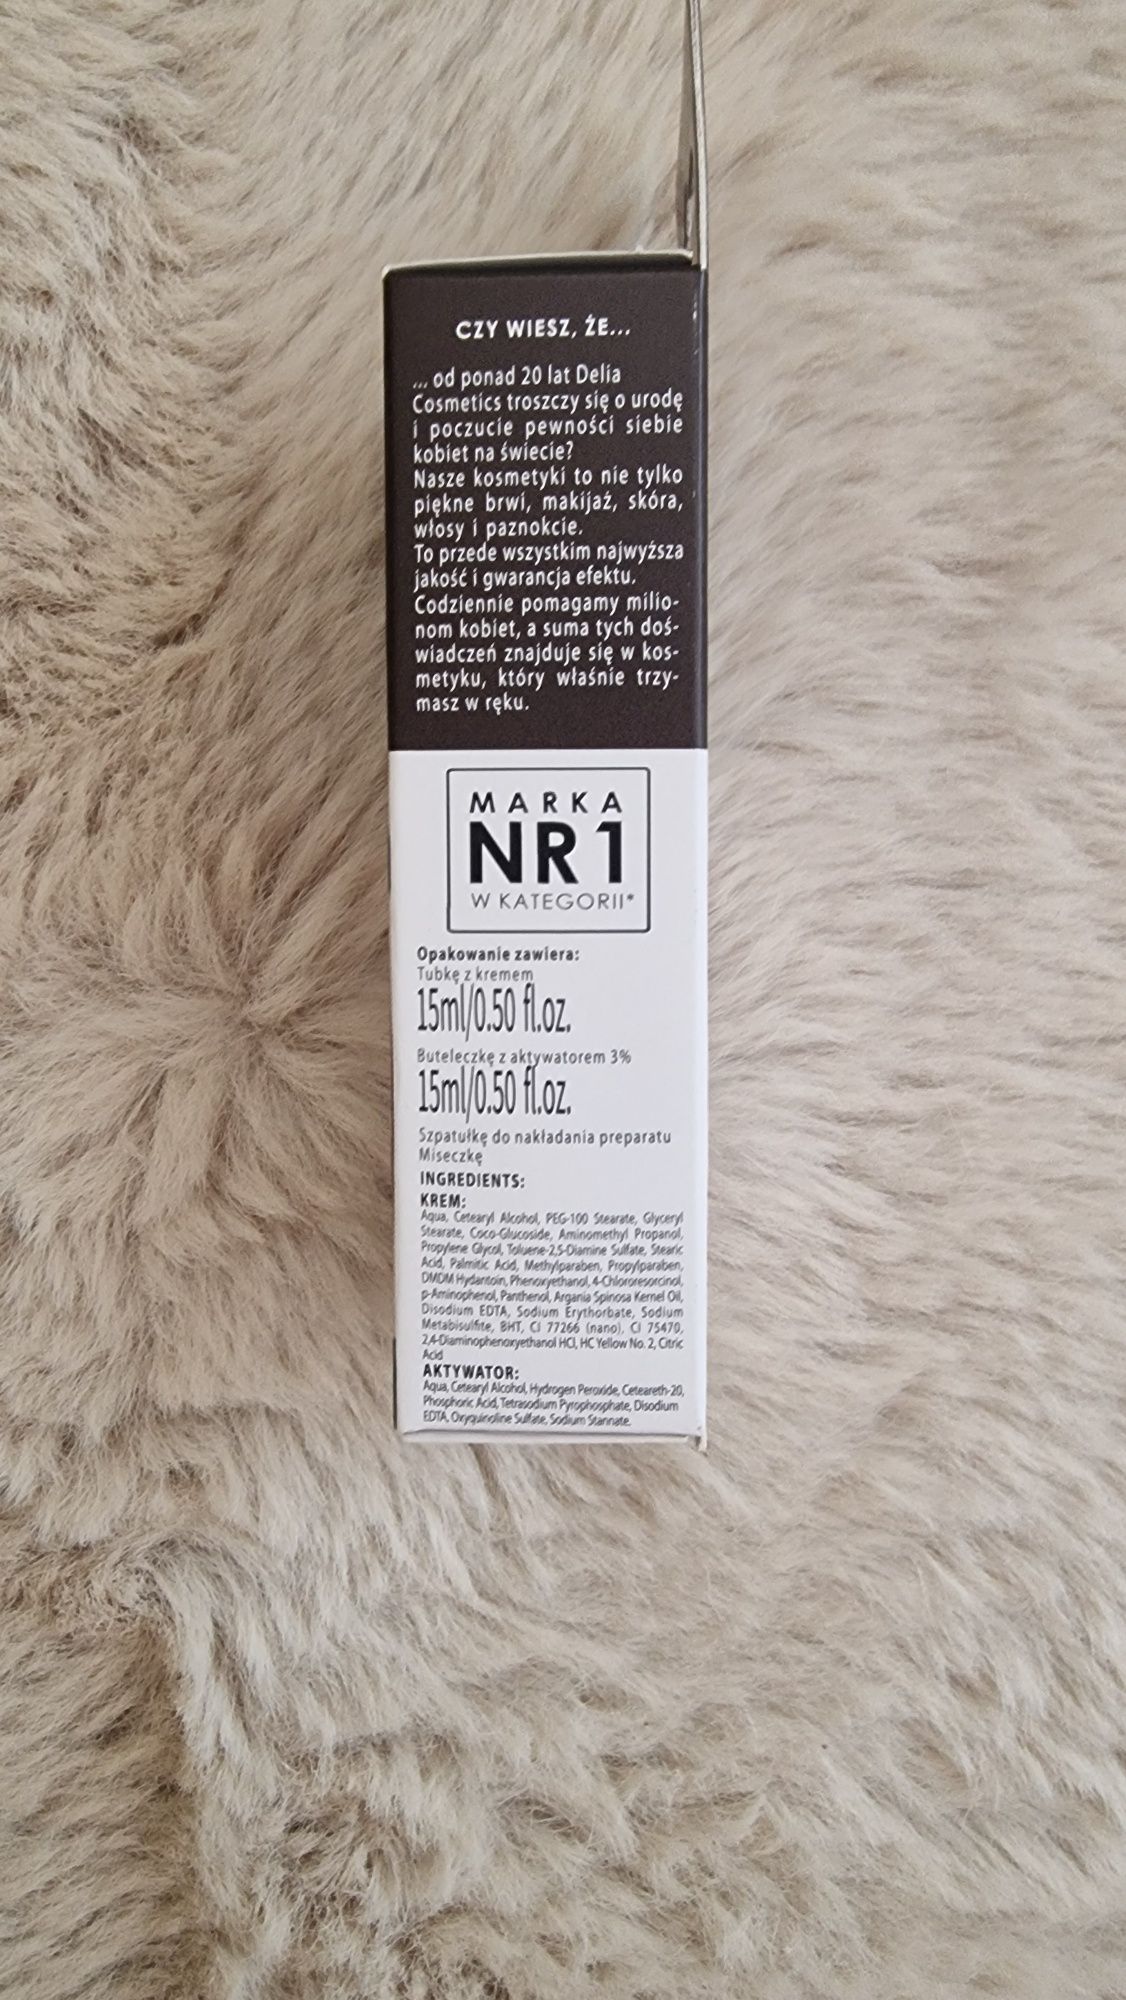 CZY WIESZ, ŻE...
... od ponad 20 lat Delia
Cosmetics troszczy się o urodę
i poczucie pewności siebie
kobiet na świecie?
Nasze kosmetyki to nie tylko
piękne brwi, makijaż, skóra,
włosy i paznokcie.
To przede wszystkim najwyższa
jakość i gwarancja efektu.
Codziennie pomagamy milio-
nom kobiet, a suma tych doś-
wiadczeń znajduje się w kos-
metyku, który właśnie trzy-
masz w ręku.
MARKA
NR1
W KATEGORII*
Opakowanie zawiera:
Tubkę z kremem
15ml/0.50 fl.oz.
Buteleczkę z aktywatorem 3%
15ml/0.50 fl.oz.
Szpatułkę do nakładania preparatu
Miseczkę
INGREDIENTS:
KREM:
Aqua, Cetearyl Alcohol, PEG-100 Stearate, Glyceryl
Stearate, Coco-Glucoside, Aminomethyl Propanol,
Propylene Glycol, Toluene-2,5-Diamine Sulfate, Stearic
Acid, Palmitic Acid, Methylparaben, Propylparaben,
DMDM Hydantoin, Phenoxyethanol, 4-Chlororesorcinol,
p-Aminophenol, Panthenol, Argania Spinosa Kernel Oil,
Disodium EDTA, Sodium Erythorbate, Sodium
Metabisulfite, BHT, CI 77266 (nano), CI 75470,
2,4-Diaminophenoxyethanol HCl, HC Yellow No. 2, Citric
Acid
AKTYWATOR:
Aqua, Cetearyl Alcohol, Hydrogen Peroxide, Ceteareth-20,
Phosphoric Acid, Tetrasodium Pyrophosphate, Disodium
EDTA, Oxyquinoline Sulfate, Sodium Stannate.